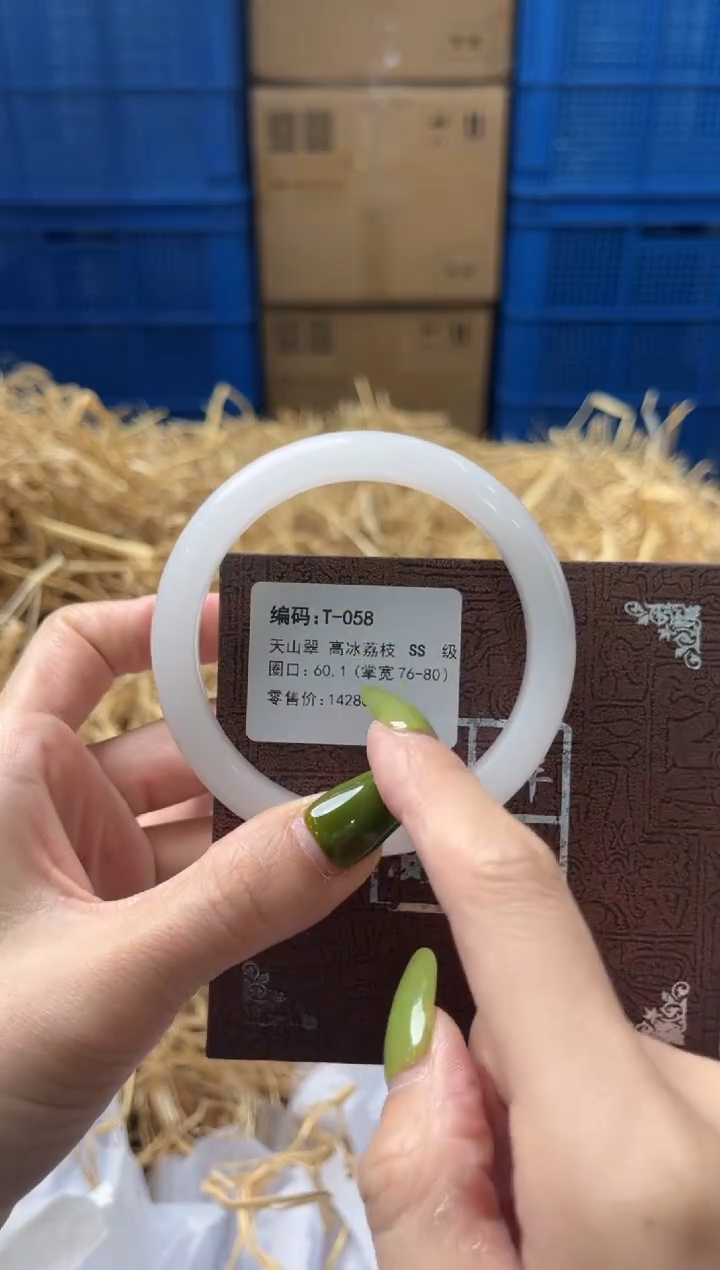 编码:T-058
天山翠 高冰荔枝 SS 级
圈口:60.1(掌宽76-80)
零售价:1428